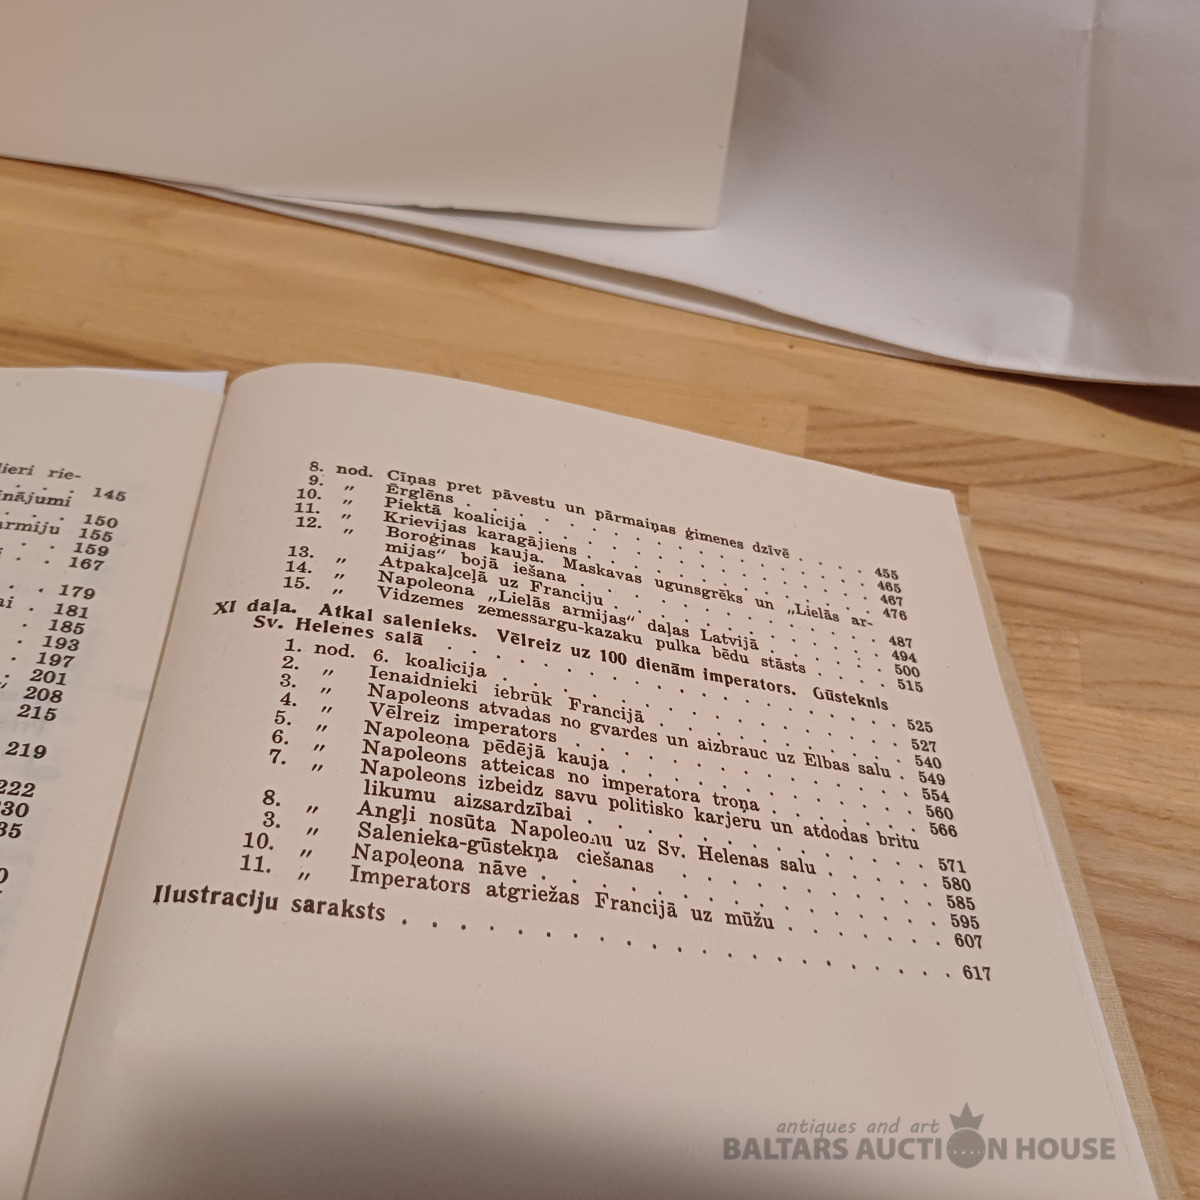 lieri rie-
. . . 145
nājumi
. . . 150
armiju 155
. . 159
. . 167
. . 179
ai . 181
. . 185
. 193
. 197
. 201
" 208
215
219
222
230
235
8. nod. Cīņas pret pāvestu un pārmaiņas ģimenes dzīvē . . . . 455
9. " Ērglēns . . . . . . . . . . . . 465
10. " Piektā koalicija . . . . . . . . . . . 467
11. " Krievijas karagājiens . . . . . . . . . . 476
12. " Boroģinas kauja. Maskavas ugunsgrēks un „Lielās ar-
mijas“ bojā iešana . . . . . . . . . . 487
13. " Atpakaļceļā uz Franciju . . . . . . . . . 494
14. " Napoleona „Lielās armijas“ daļas Latvijā . . . . . 500
15. " Vidzemes zemessargu-kazaku pulka bēdu stāsts . . . . 515
XI daļa. Atkal salenieks. Vēlreiz uz 100 dienām imperators. Gūsteknis
Sv. Helenes salā . . . . . . . . . . . . . . 525
1. nod. 6. koalicija . . . . . . . . . . . . 527
2. " Ienaidnieki iebrūk Francijā . . . . . . . . 540
3. " Napoleons atvadas no gvardes un aizbrauc uz Elbas salu . 549
4. " Vēlreiz imperators . . . . . . . . . . 554
5. " Napoleona pēdējā kauja . . . . . . . . . 560
6. " Napoleons atteicas no imperatora troņa . . . . . . 566
7. " Napoleons izbeidz savu politisko karjeru un atdodas britu
likumu aizsardzībai . . . . . . . . . . 571
8. " Angļi nosūta Napoleonu uz Sv. Helenas salu . . . . 580
3. " Salenieka-gūstekņa ciešanas . . . . . . . . 585
10. " Napoleona nāve . . . . . . . . . . . 595
11. " Imperators atgriežas Francijā uz mūžu . . . . . . 607
Ilustraciju saraksts . . . . . . . . . . . . . . . . 617
antiques and art
BALTARS AUCTION HOUSE